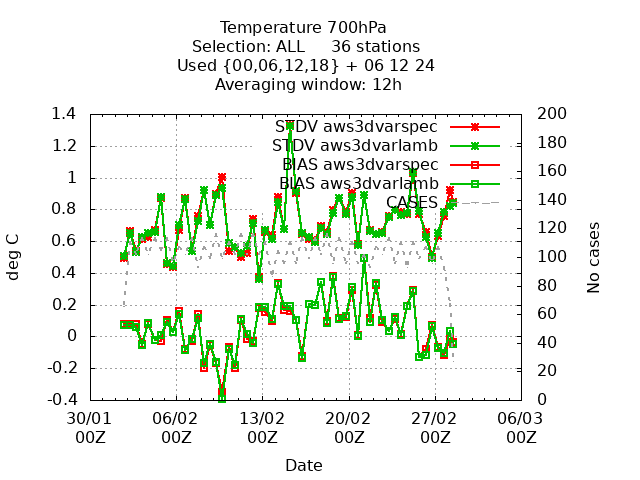 Temperature 700hPa
Selection: ALL 36 stations
Used {00,06,12,18} + 06 12 24
Averaging window: 12h
1.4
1.2
1
0.8
0.6
0.4
0.2
0
-0.2
-0.4
deg C
STDV aws3dvarspec
STDV aws3dvarlamb
BIAS aws3dvarspec
BIAS aws3dvarlamb
CASES
200
180
160
140
120
100
80
60
40
20
0
No cases
30/01 06/02 13/02 20/02 27/02 06/03
00Z 00Z 00Z 00Z 00Z 00Z
Date